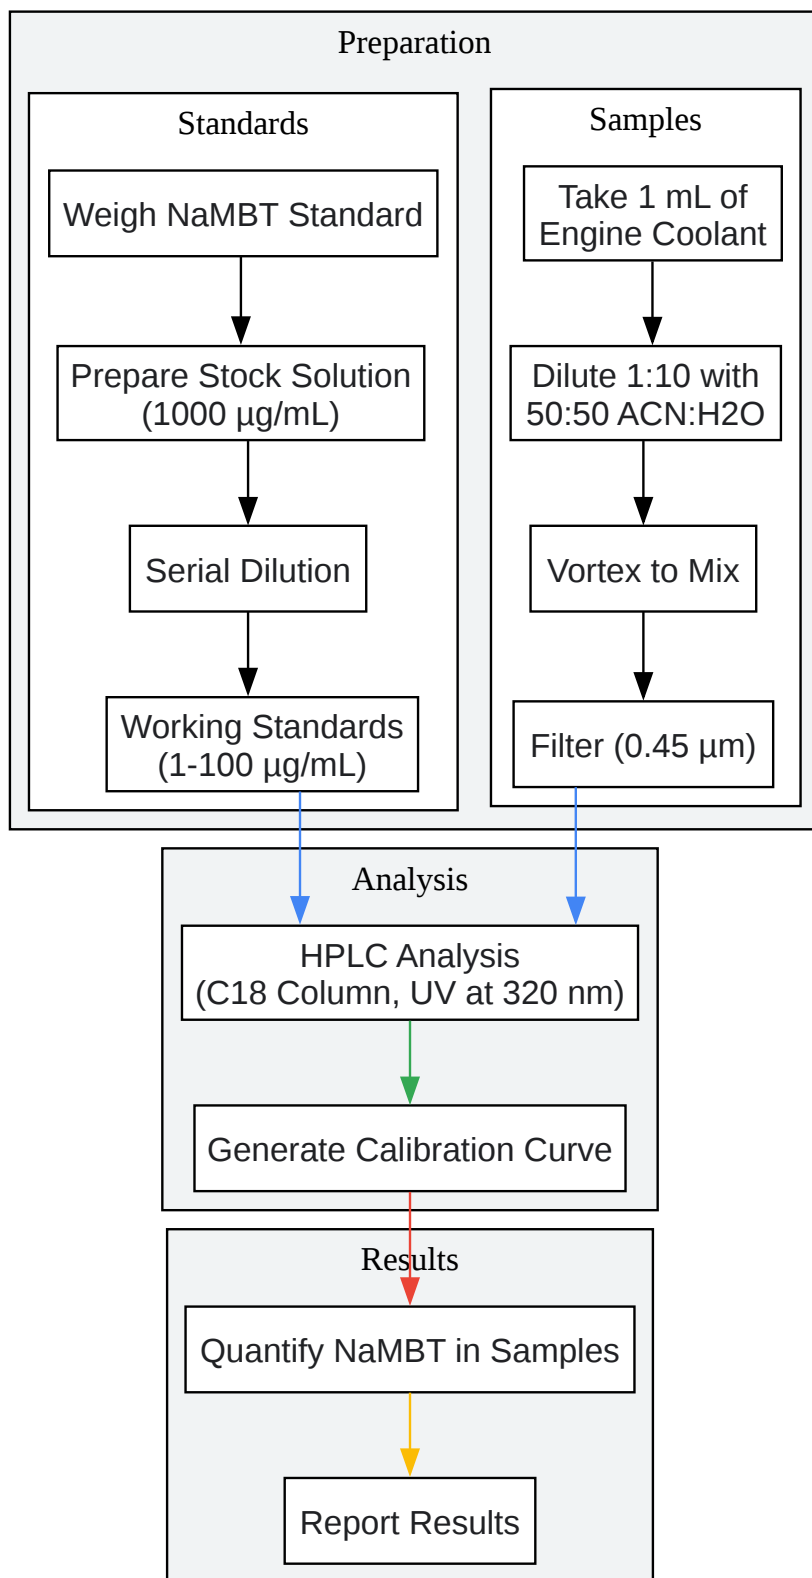 Preparation
Standards
Weigh NaMBT Standard
Prepare Stock Solution
(1000 µg/mL)
Serial Dilution
Working Standards
(1-100 µg/mL)
Samples
Take 1 mL of
Engine Coolant
Dilute 1:10 with
50:50 ACN:H2O
Vortex to Mix
Filter (0.45 µm)
Analysis
HPLC Analysis
(C18 Column, UV at 320 nm)
Generate Calibration Curve
Results
Quantify NaMBT in Samples
Report Results